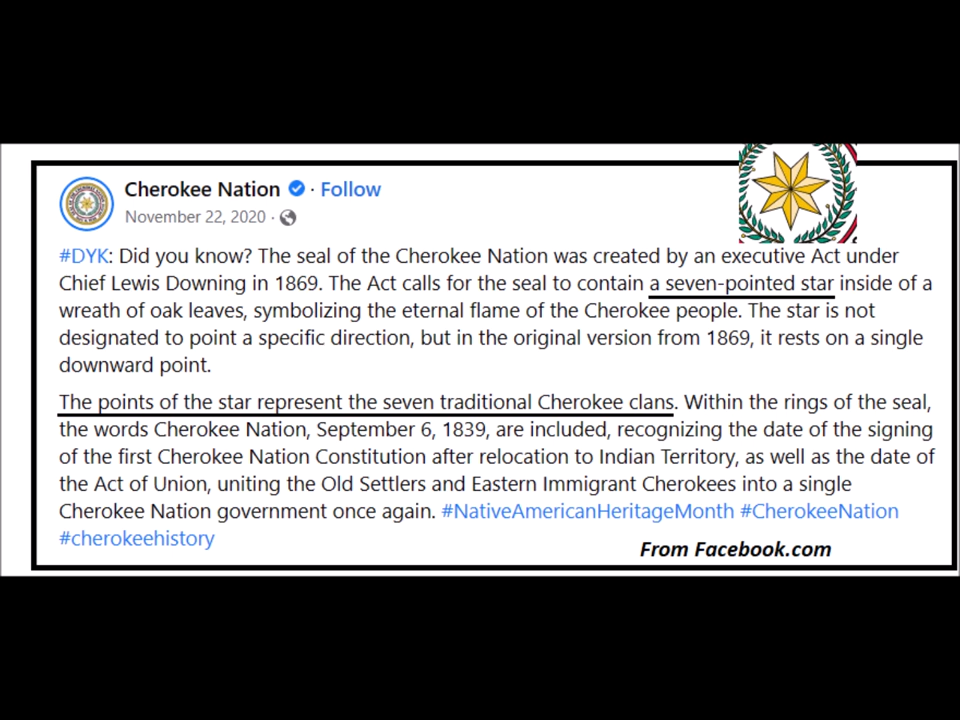 Cherokee Nation · Follow
November 22, 2020 ·
#DYK: Did you know? The seal of the Cherokee Nation was created by an executive Act under
Chief Lewis Downing in 1869. The Act calls for the seal to contain a seven-pointed star inside of a
wreath of oak leaves, symbolizing the eternal flame of the Cherokee people. The star is not
designated to point a specific direction, but in the original version from 1869, it rests on a single
downward point.
The points of the star represent the seven traditional Cherokee clans. Within the rings of the seal,
the words Cherokee Nation, September 6, 1839, are included, recognizing the date of the signing
of the first Cherokee Nation Constitution after relocation to Indian Territory, as well as the date of
the Act of Union, uniting the Old Settlers and Eastern Immigrant Cherokees into a single
Cherokee Nation government once again. #NativeAmericanHeritageMonth #CherokeeNation
#cherokeehistory
From Facebook.com